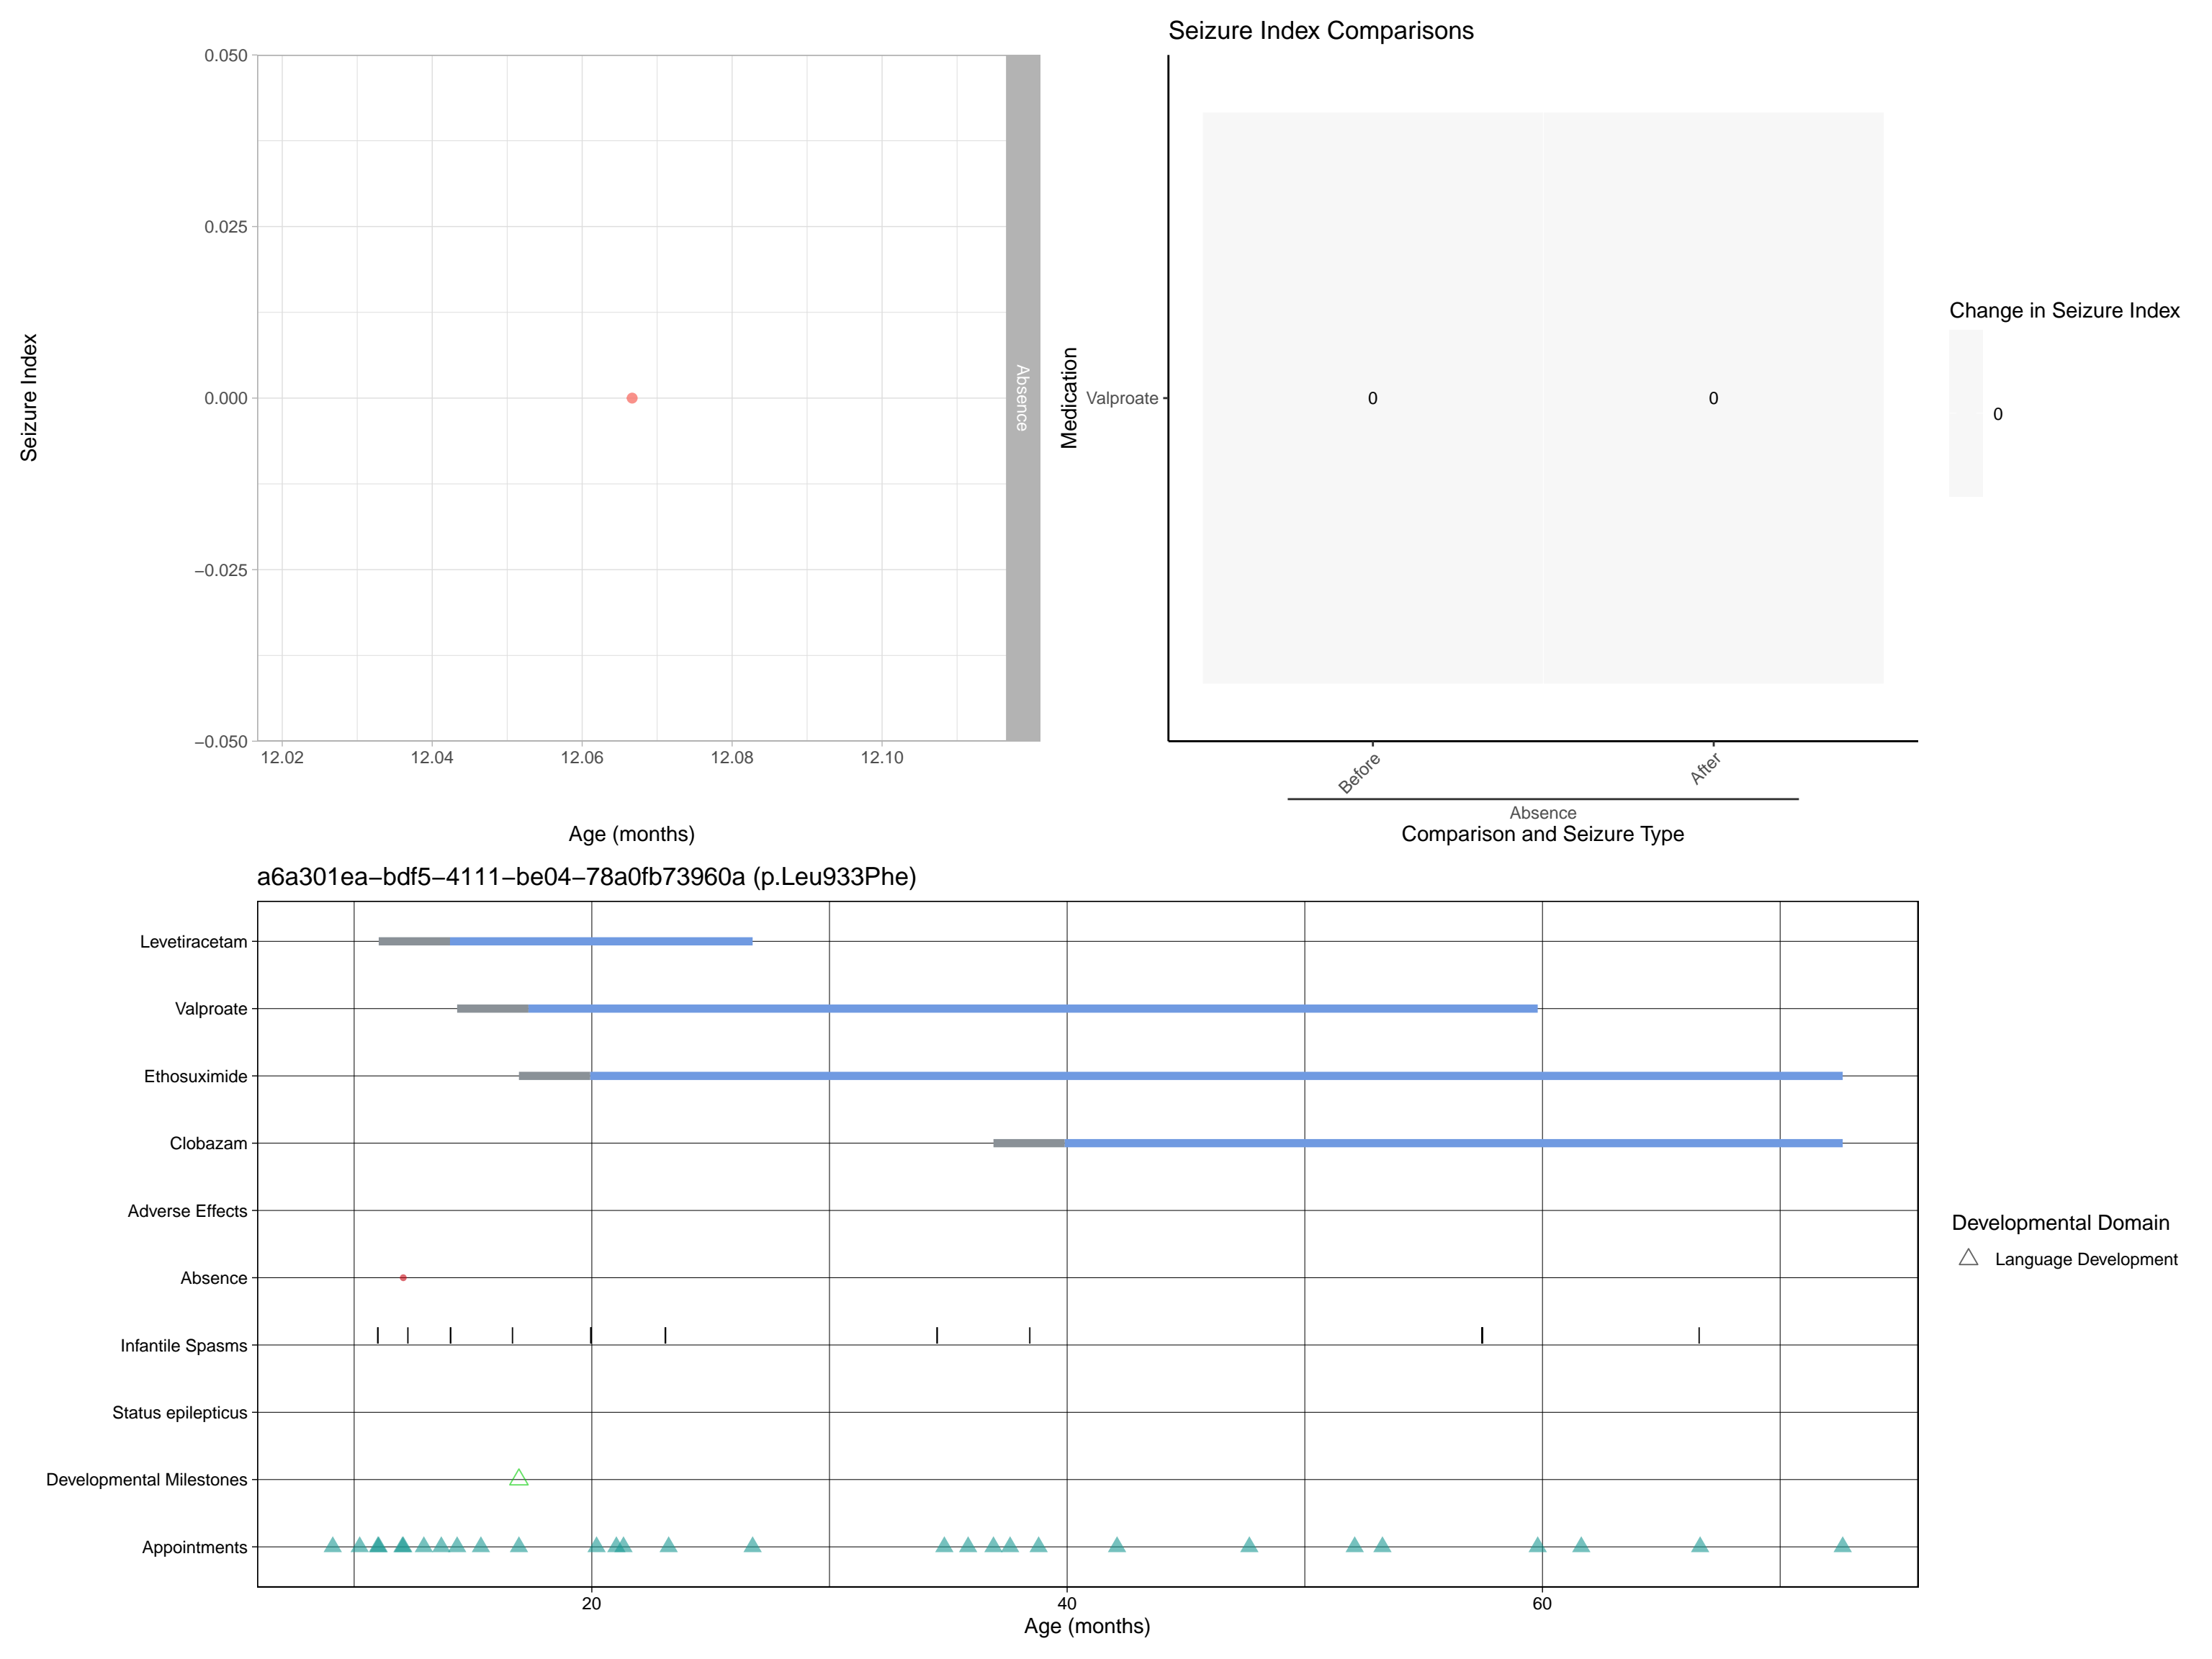 Seizure Index
0.050
0.025
0.000
−0.025
−0.050
12.02 12.04 12.06 12.08 12.10
Age (months)
Absence
Seizure Index Comparisons
Medication
Valproate
0 0
Before After
Absence
Comparison and Seizure Type
Change in Seizure Index
0
a6a301ea−bdf5−4111−be04−78a0fb73960a (p.Leu933Phe)
Levetiracetam
Valproate
Ethosuximide
Clobazam
Adverse Effects
Absence
Infantile Spasms
Status epilepticus
Developmental Milestones
Appointments
20 40 60
Age (months)
Developmental Domain
Language Development